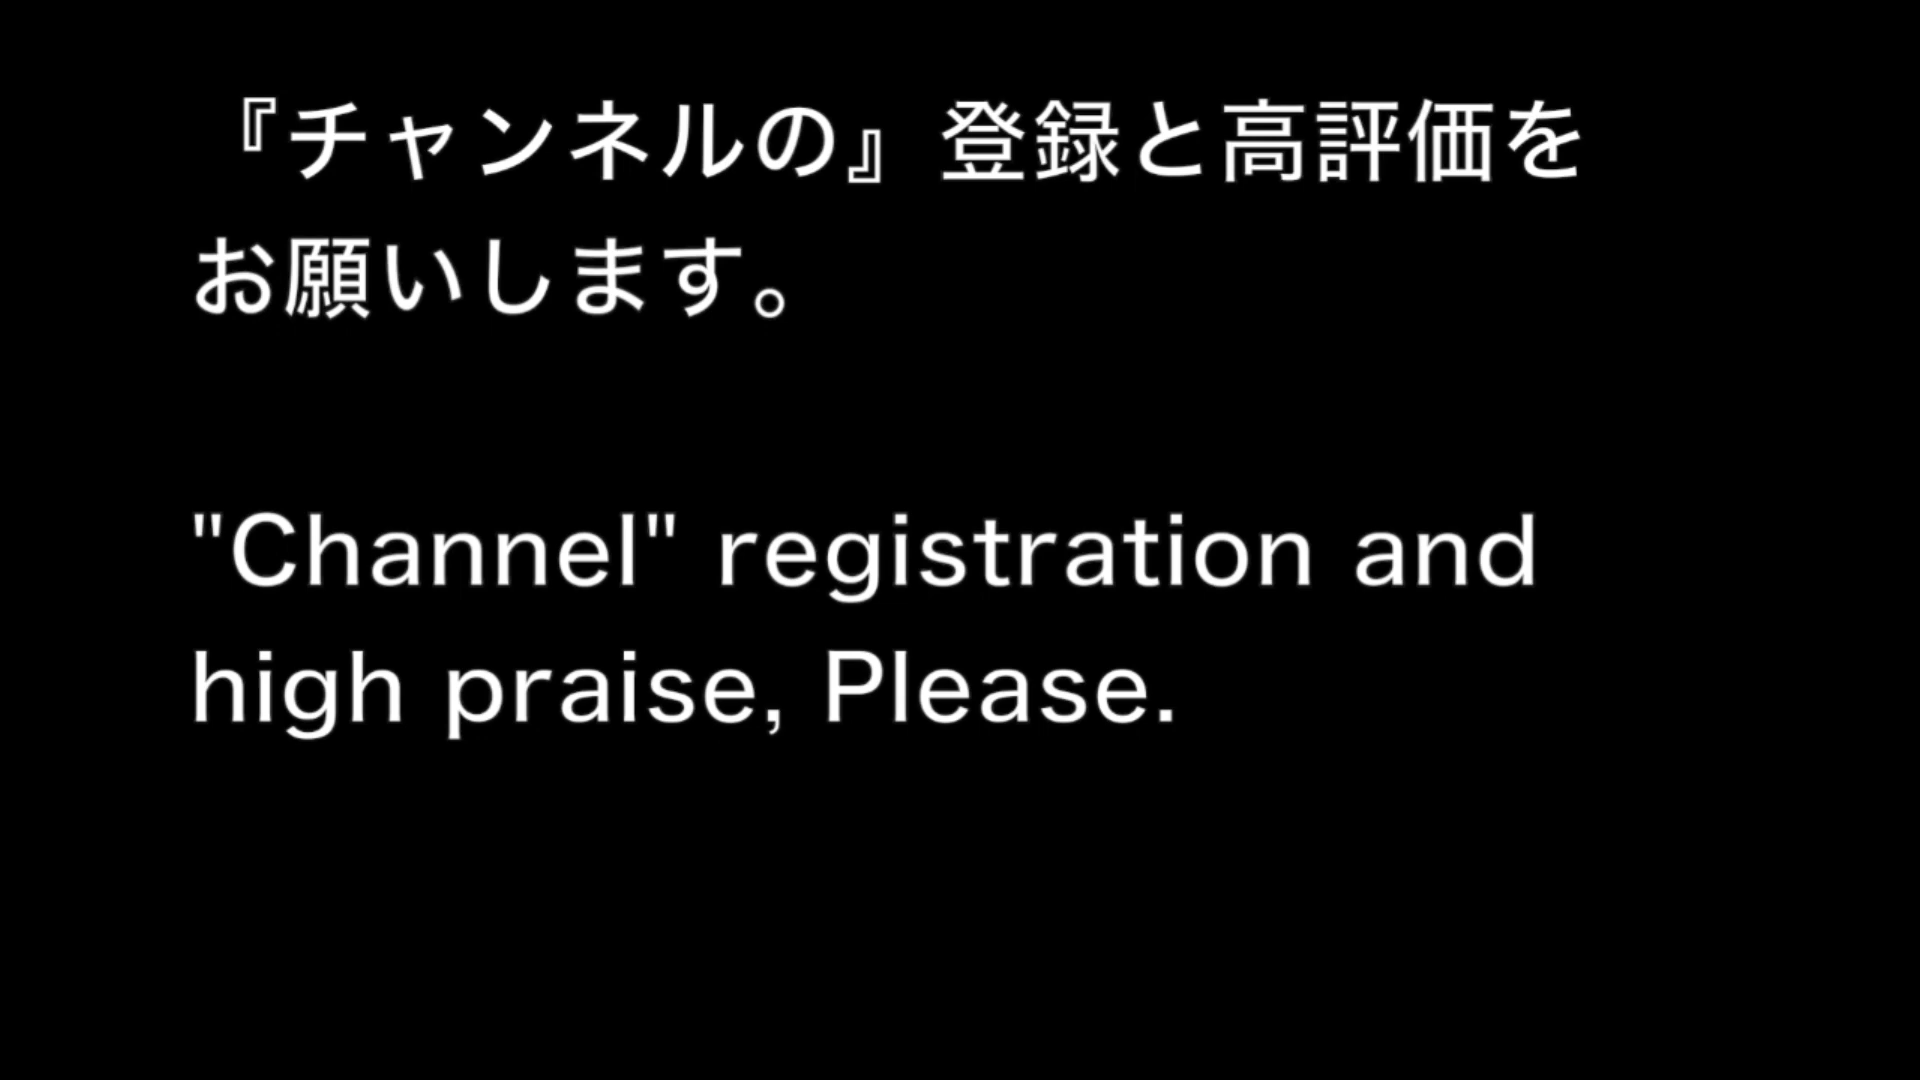 『チャンネルの』登録と高評価を
お願いします。
"Channel" registration and
high praise, Please.